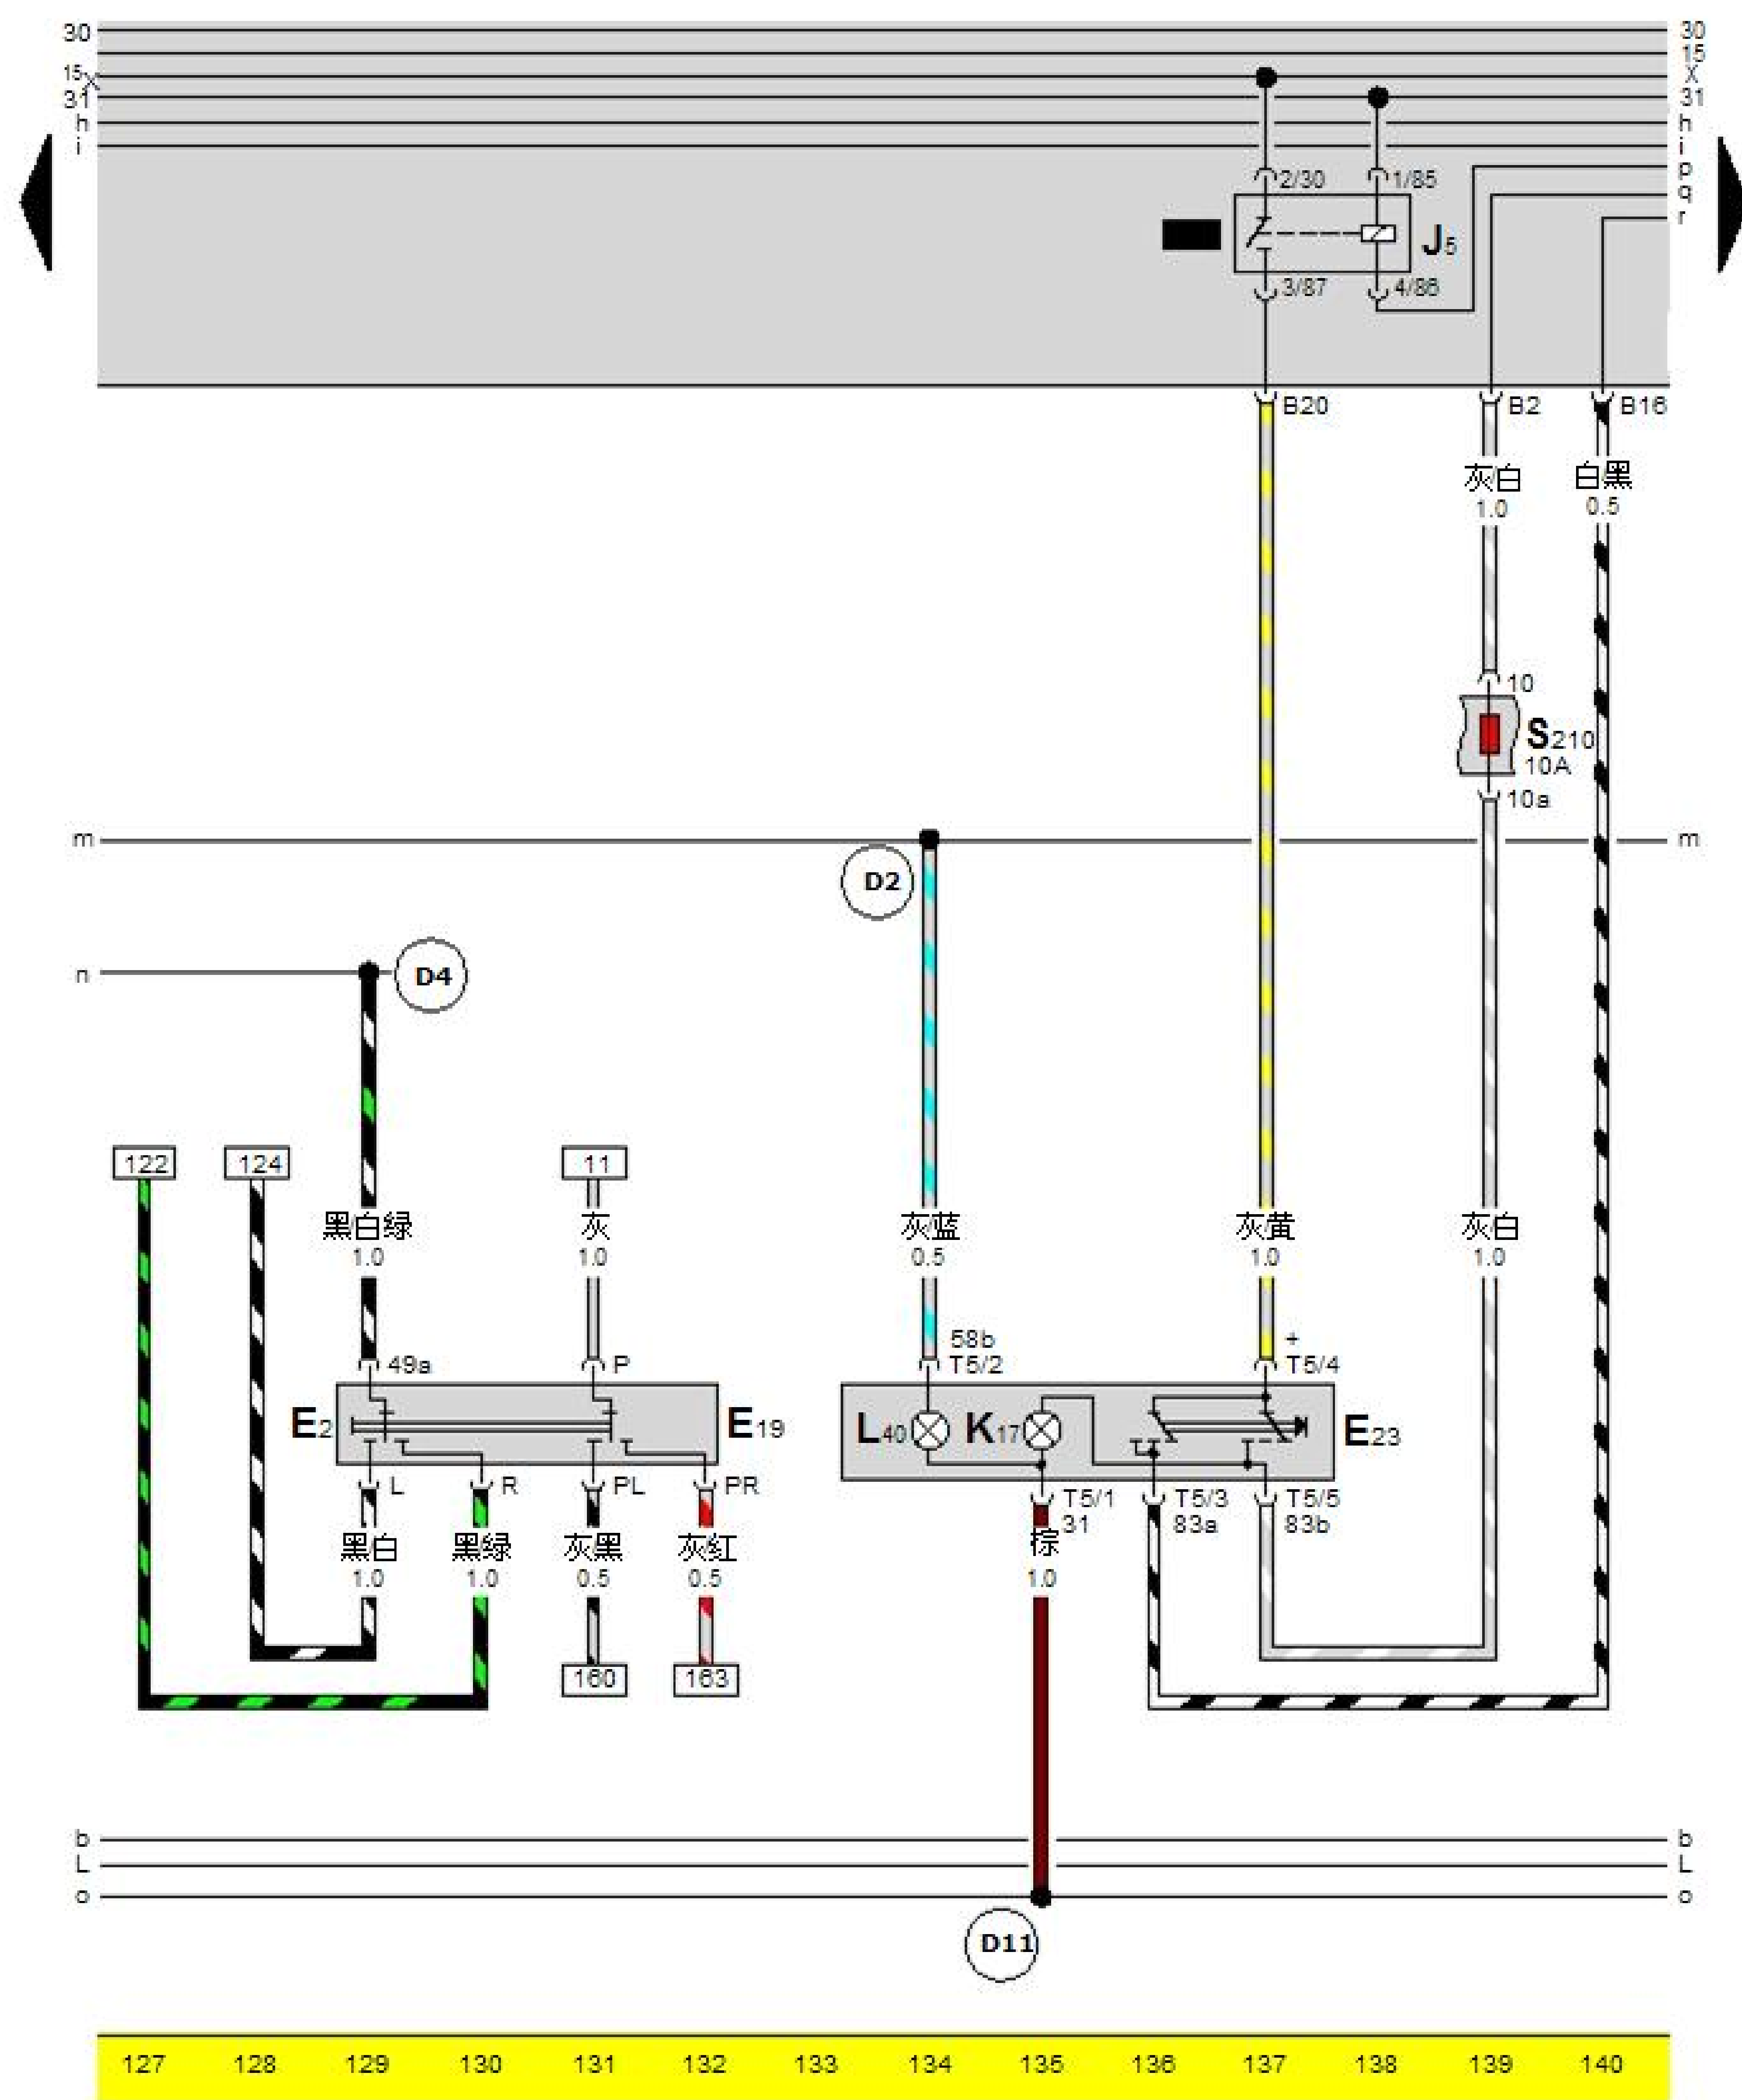 30
30
15
15
X
X
31
31
h
h
i
i
p
q
r
2/30
1/85
J5
3/87
4/86
B20
B2
B16
灰/白
1.0
白/黑
0.5
10
S210
10A
10a
m
m
D2
n
D4
122
124
11
黑/白绿
1.0
灰
1.0
灰/蓝
0.5
灰/黄
1.0
灰/白
1.0
49a
P
58b
T5/2
+
T5/4
E2
E19
L40
K17
E23
L
R
PL
PR
T5/1
31
T5/3
83a
T5/5
83b
黑/白
1.0
黑/绿
1.0
灰/黑
0.5
灰/红
0.5
棕
1.0
160
163
b
b
L
L
o
o
D11
127 128 129 130 131 132 133 134 135 136 137 138 139 140